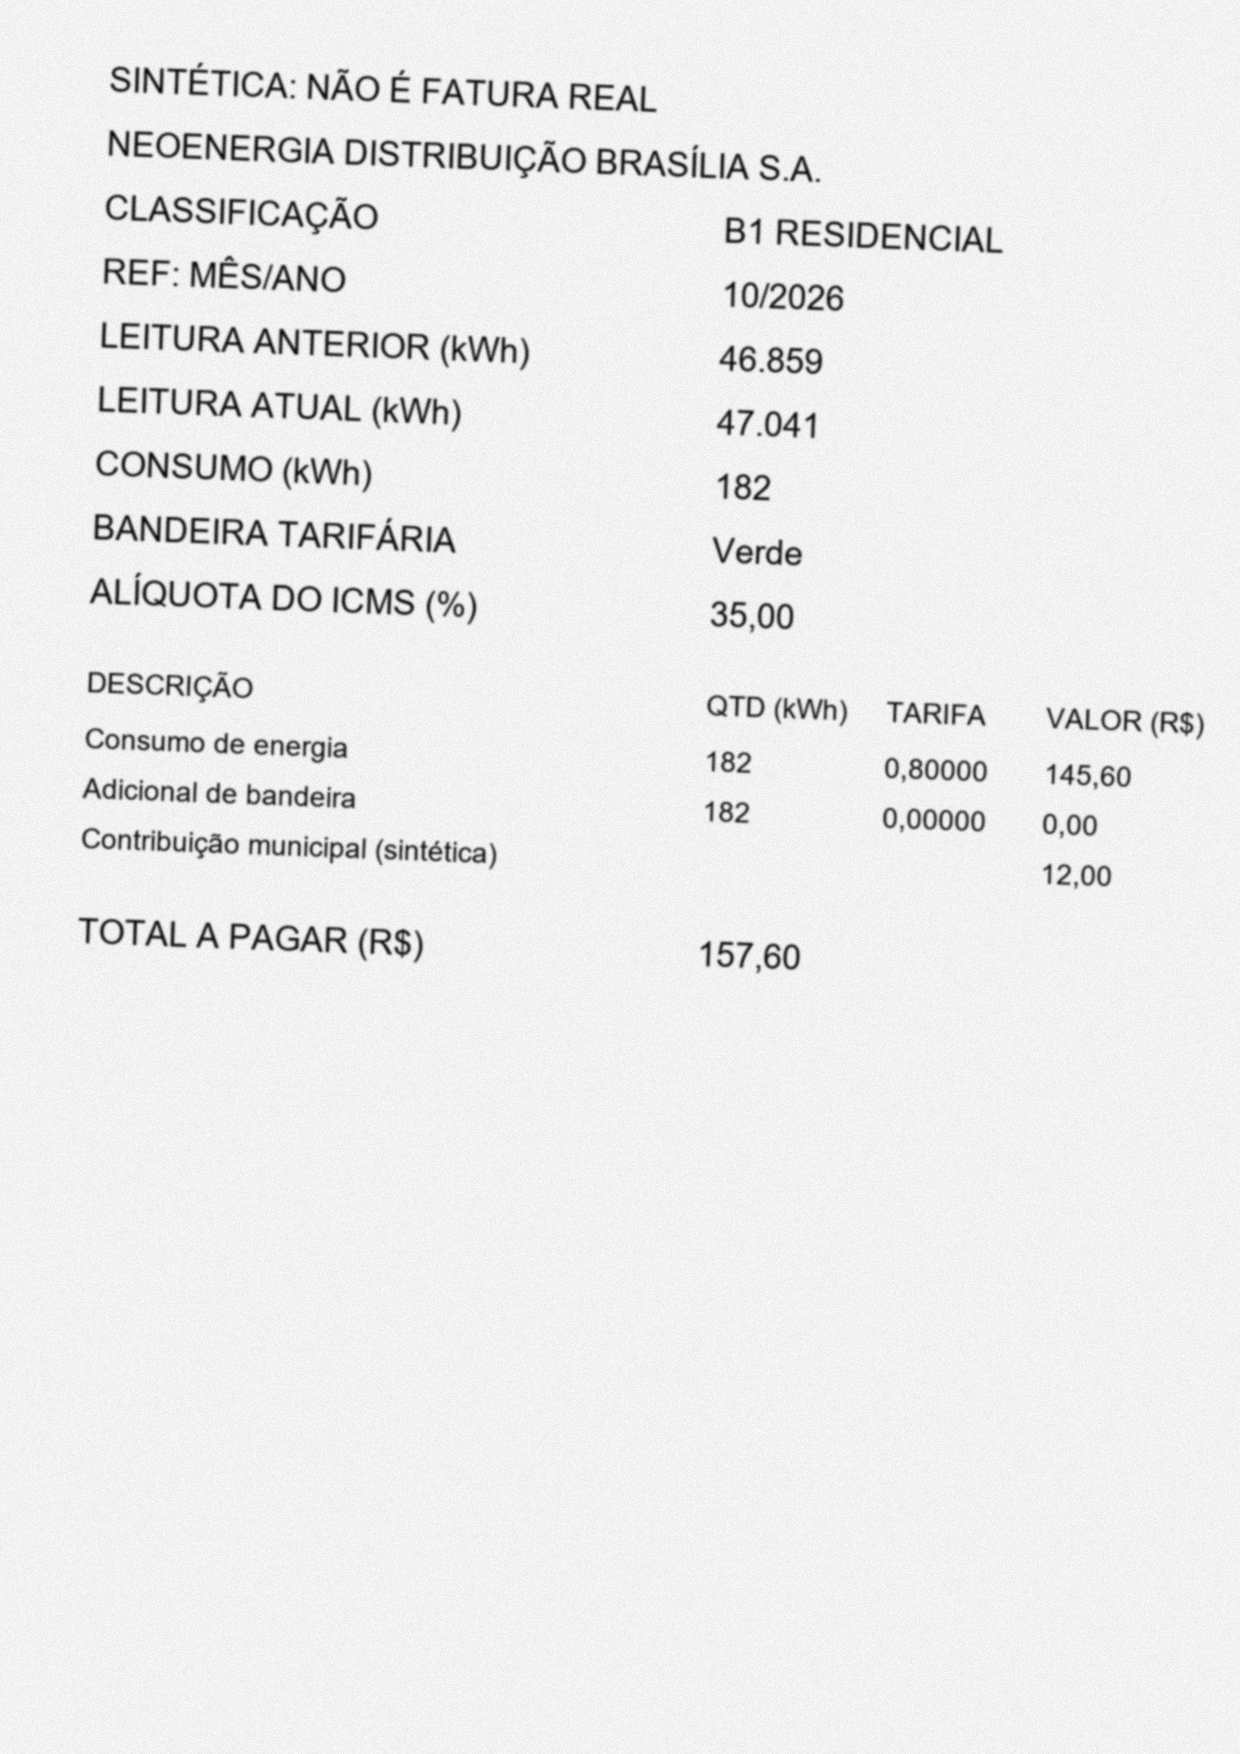 SINTÉTICA: NÃO É FATURA REAL
NEOENERGIA DISTRIBUIÇÃO BRASÍLIA S.A.
CLASSIFICAÇÃO B1 RESIDENCIAL
REF: MÊS/ANO 10/2026
LEITURA ANTERIOR (kWh) 46.859
LEITURA ATUAL (kWh) 47.041
CONSUMO (kWh) 182
BANDEIRA TARIFÁRIA Verde
ALÍQUOTA DO ICMS (%) 35,00
DESCRIÇÃO QTD (kWh) TARIFA VALOR (R$)
Consumo de energia 182 0,80000 145,60
Adicional de bandeira 182 0,00000 0,00
Contribuição municipal (sintética) 12,00
TOTAL A PAGAR (R$) 157,60